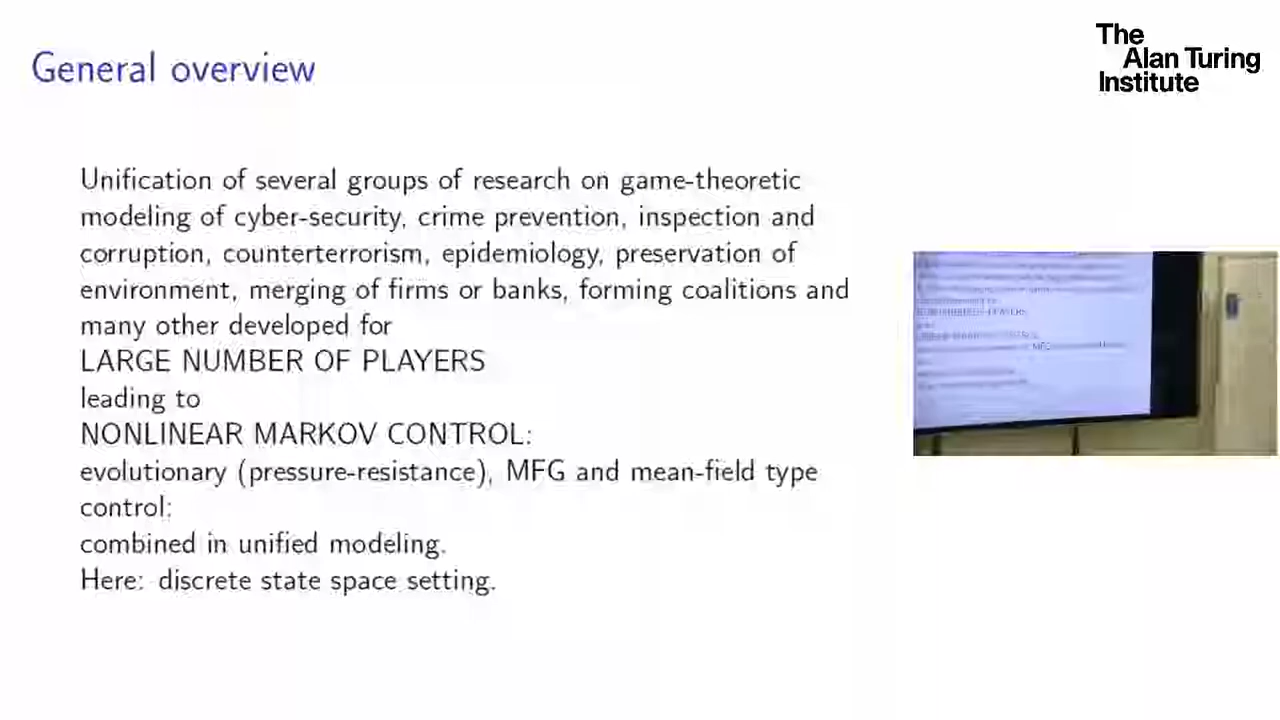 General overview
The
Alan Turing
Institute
Unification of several groups of research on game-theoretic
modeling of cyber-security, crime prevention, inspection and
corruption, counterterrorism, epidemiology, preservation of
environment, merging of firms or banks, forming coalitions and
many other developed for
LARGE NUMBER OF PLAYERS
leading to
NONLINEAR MARKOV CONTROL:
evolutionary (pressure-resistance), MFG and mean-field type
control:
combined in unified modeling.
Here: discrete state space setting.